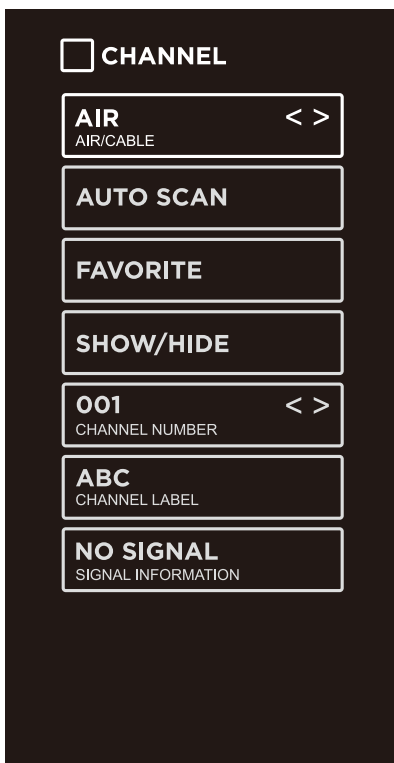 CHANNEL
AIR < >
AIR/CABLE
AUTO SCAN
FAVORITE
SHOW/HIDE
001 < >
CHANNEL NUMBER
ABC
CHANNEL LABEL
NO SIGNAL
SIGNAL INFORMATION